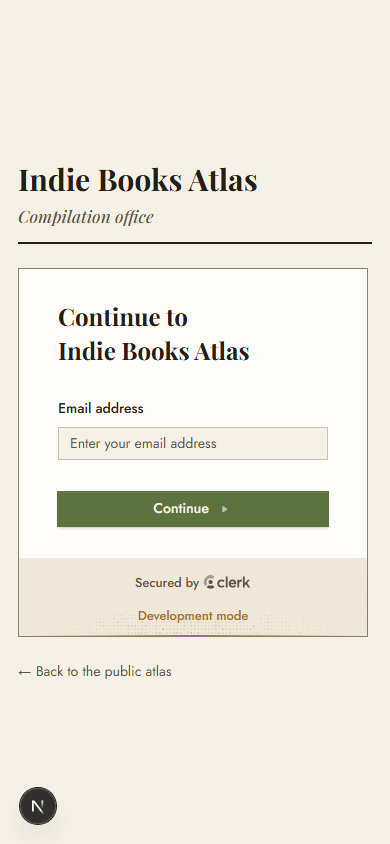 Indie Books Atlas
Compilation office
Continue to
Indie Books Atlas
Email address
Enter your email address
Continue
Secured by clerk
Development mode
← Back to the public atlas
N